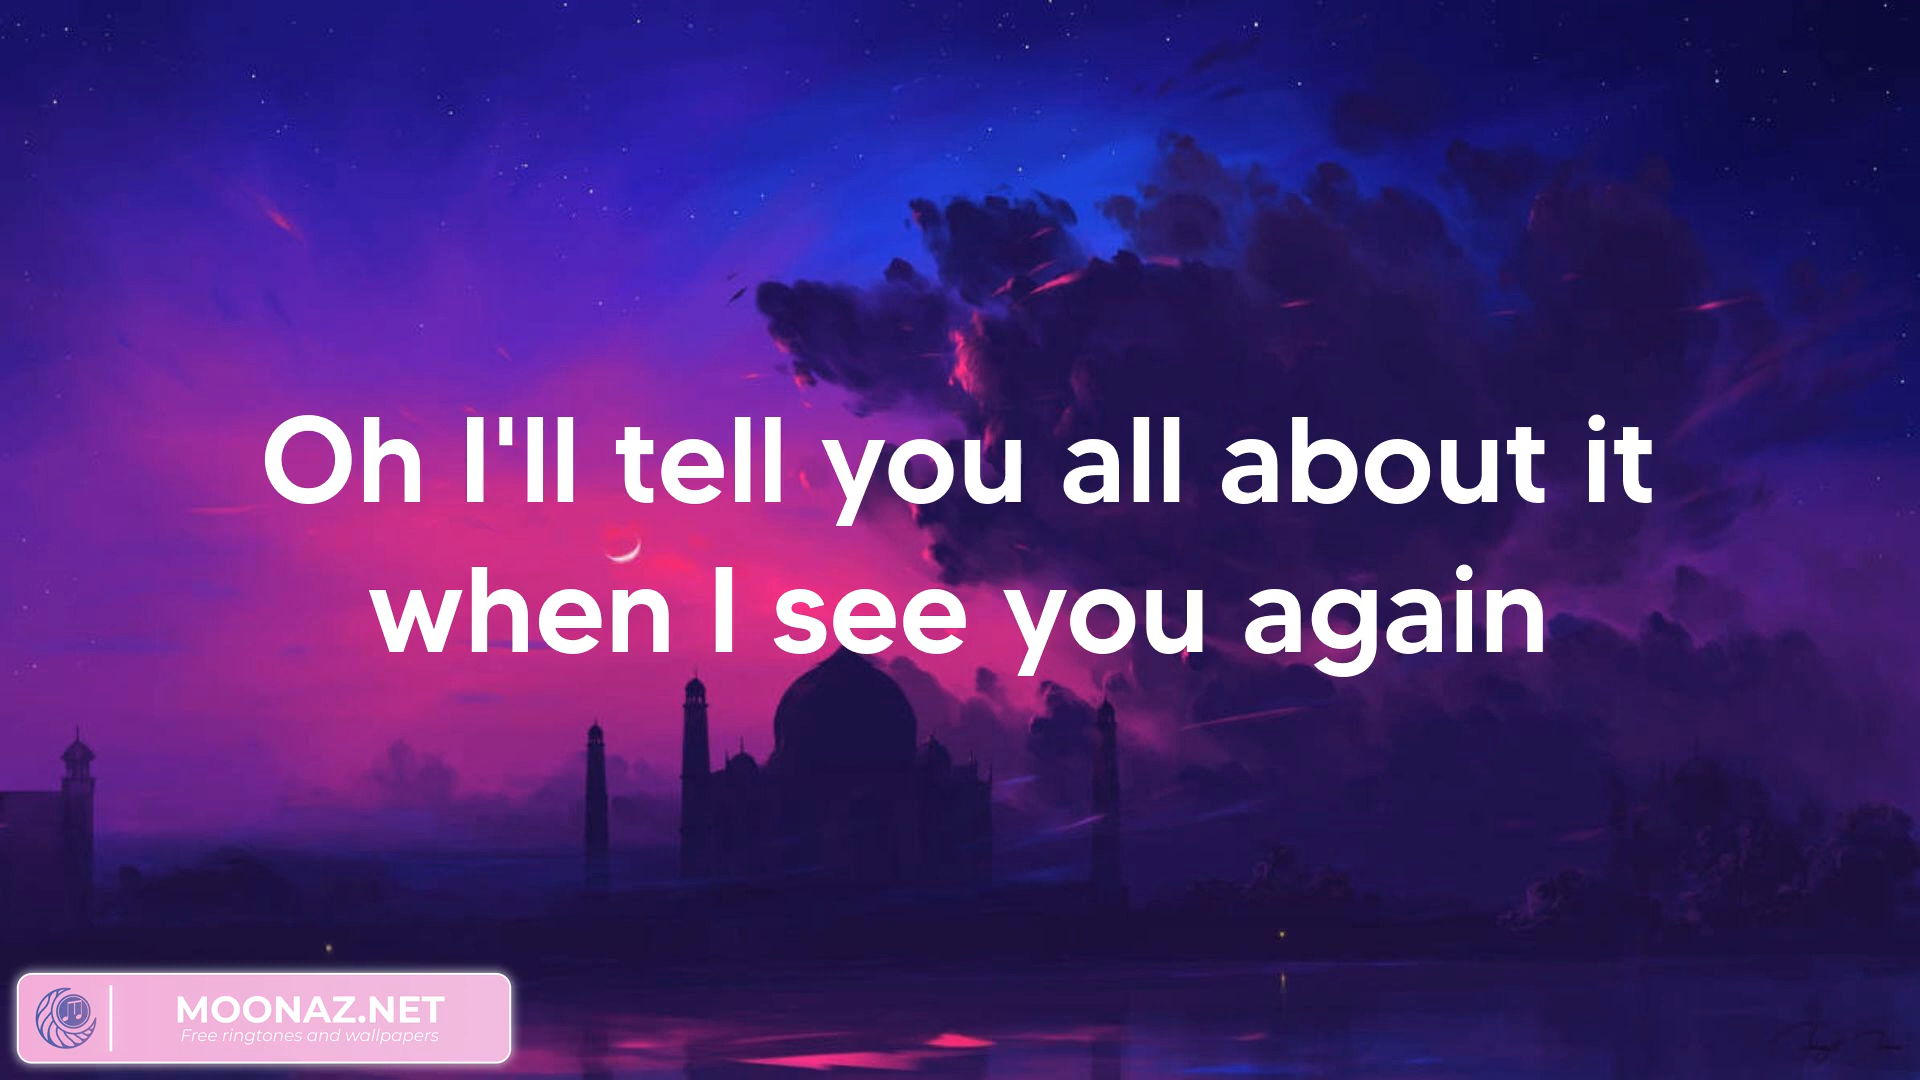 Oh I'll tell you all about it
when I see you again
MOONAZ.NET
Free ringtones and wallpapers